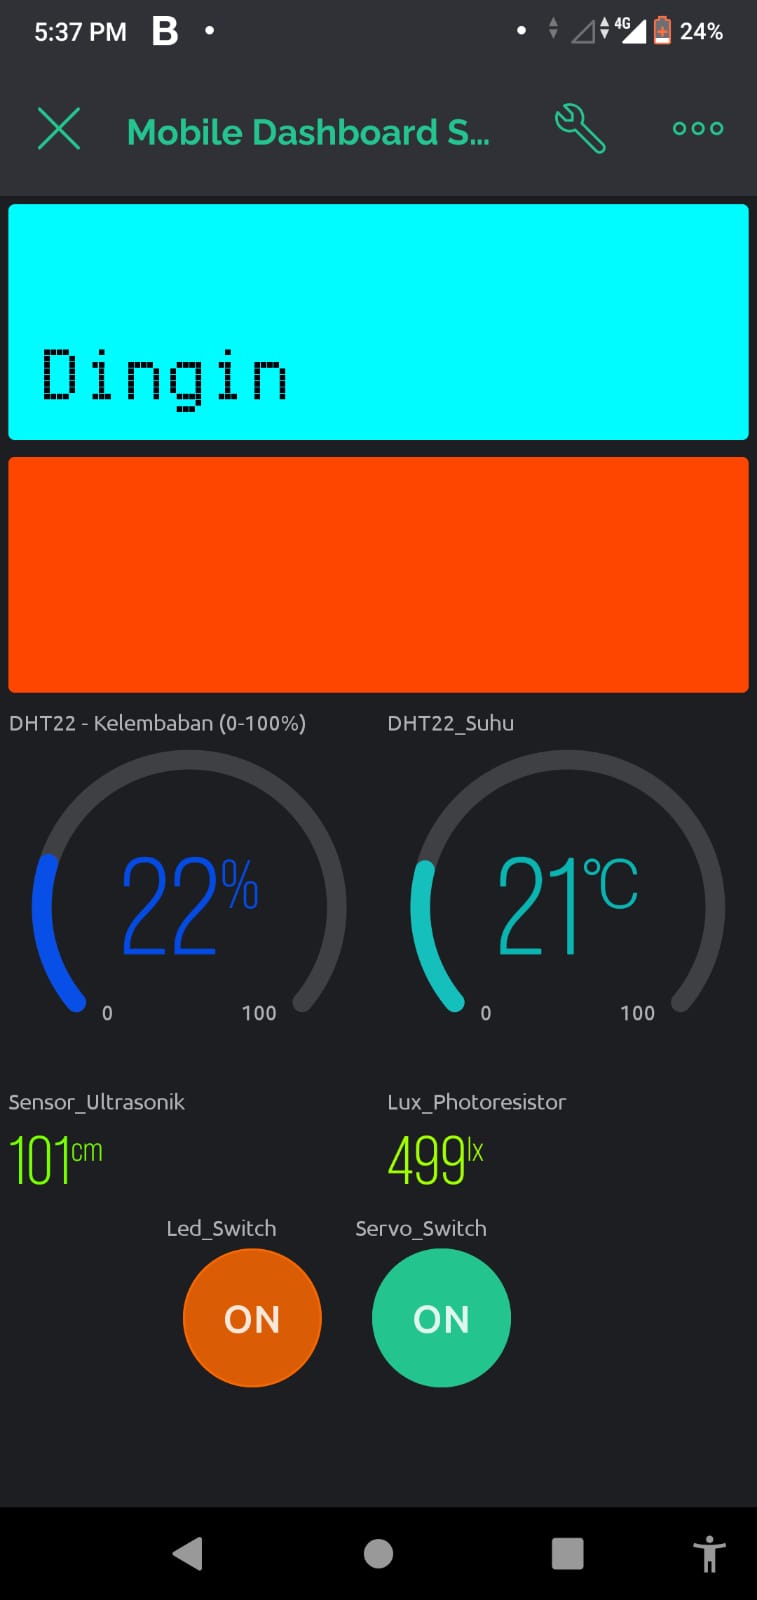 5:37 PM B 4G 24%
Mobile Dashboard S...
Dingin
DHT22 - Kelembaban (0-100%) DHT22_Suhu
22% 21°C
0 100 0 100
Sensor_Ultrasonik Lux_Photoresistor
101cm 499lx
Led_Switch Servo_Switch
ON ON